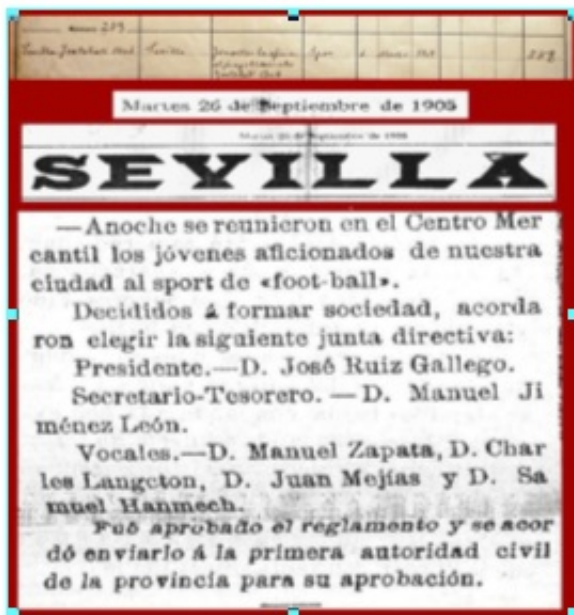 209
Sevilla
Martes 26 de Septiembre de 1905
SEVILLA
—Anoche se reunieron en el Centro Mer
cantil los jóvenes aficionados de nuestra
ciudad al sport de «foot-ball».
Decididos á formar sociedad, acorda
ron elegir la siguiente junta directiva:
Presidente.—D. José Ruiz Gallego.
Secretario-Tesorero. — D. Manuel Ji
ménez León.
Vocales.—D. Manuel Zapata, D. Char
les Langcton, D. Juan Mejías y D. Sa
muel Hanmech.
Fué aprobado el reglamento y se acor
dó enviarlo á la primera autoridad civil
de la provincia para su aprobación.